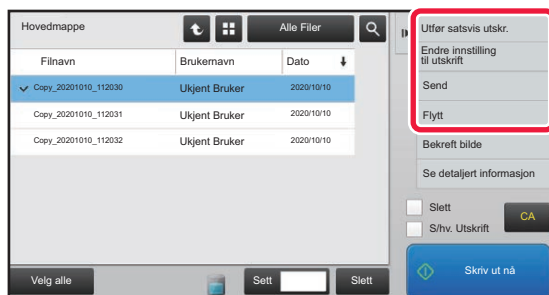 Hovedmappe
Alle Filer
Filnavn Brukernavn Dato
Copy_20201010_112030 Ukjent Bruker 2020/10/10
Copy_20201010_112031 Ukjent Bruker 2020/10/10
Copy_20201010_112032 Ukjent Bruker 2020/10/10
Velg alle
Sett
Slett
Utfør satsvis utskr.
Endre innstilling
til utskrift
Send
Flytt
Bekreft bilde
Se detaljert informasjon
Slett
S/hv. Utskrift
CA
Skriv ut nå